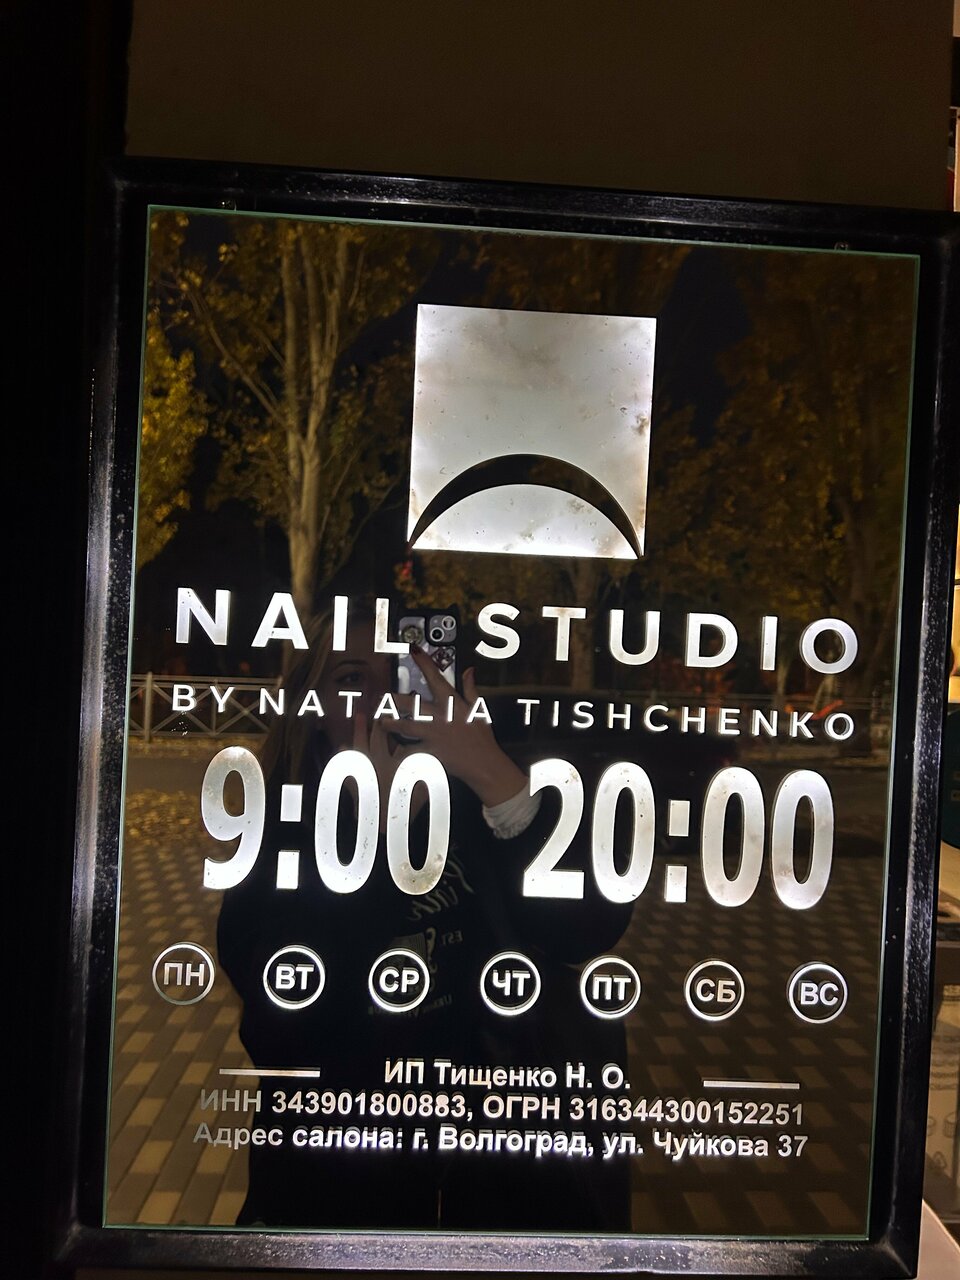 NAIL STUDIO
BY NATALIA TISHCHENKO
9:00 20:00
ПН ВТ СР ЧТ ПТ СБ ВС
ИП Тищенко Н. О.
ИНН 343901800883, ОГРН 316344300152251
Адрес салона: г. Волгоград, ул. Чуйкова 37